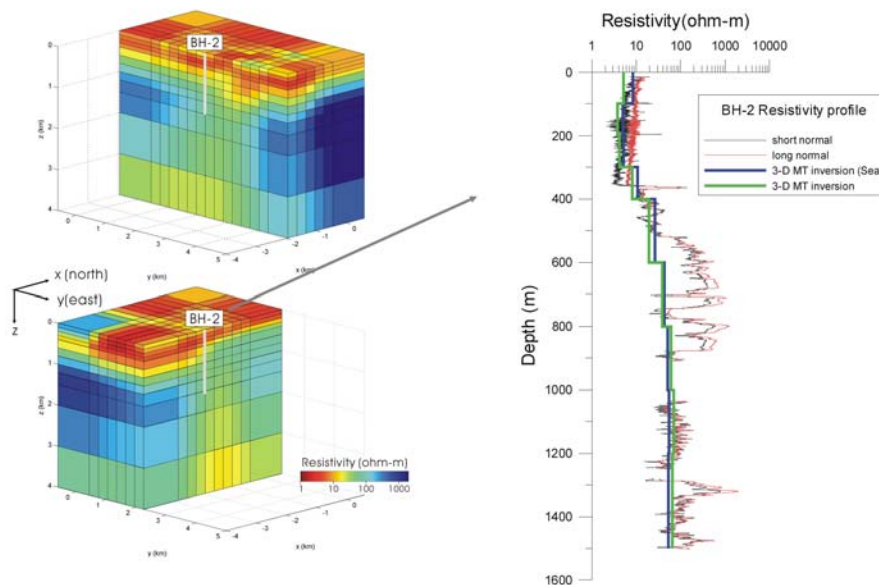 BH-2
0
1
2
3
4
z (km)
0
1
2
3
4
5
y (km)
-4
-3
-2
-1
0
x (km)
x (north)
y(east)
z
BH-2
0
1
2
3
4
z (km)
0
1
2
3
4
5
y (km)
-4
-3
-2
-1
0
x (km)
Resistivity (ohm-m)
1 10 100 1000
Resistivity(ohm-m)
1 10 100 1000 10000
Depth (m)
0
200
400
600
800
1000
1200
1400
1600
BH-2 Resistivity profile
short normal
long normal
3-D MT inversion (Sea
3-D MT inversion